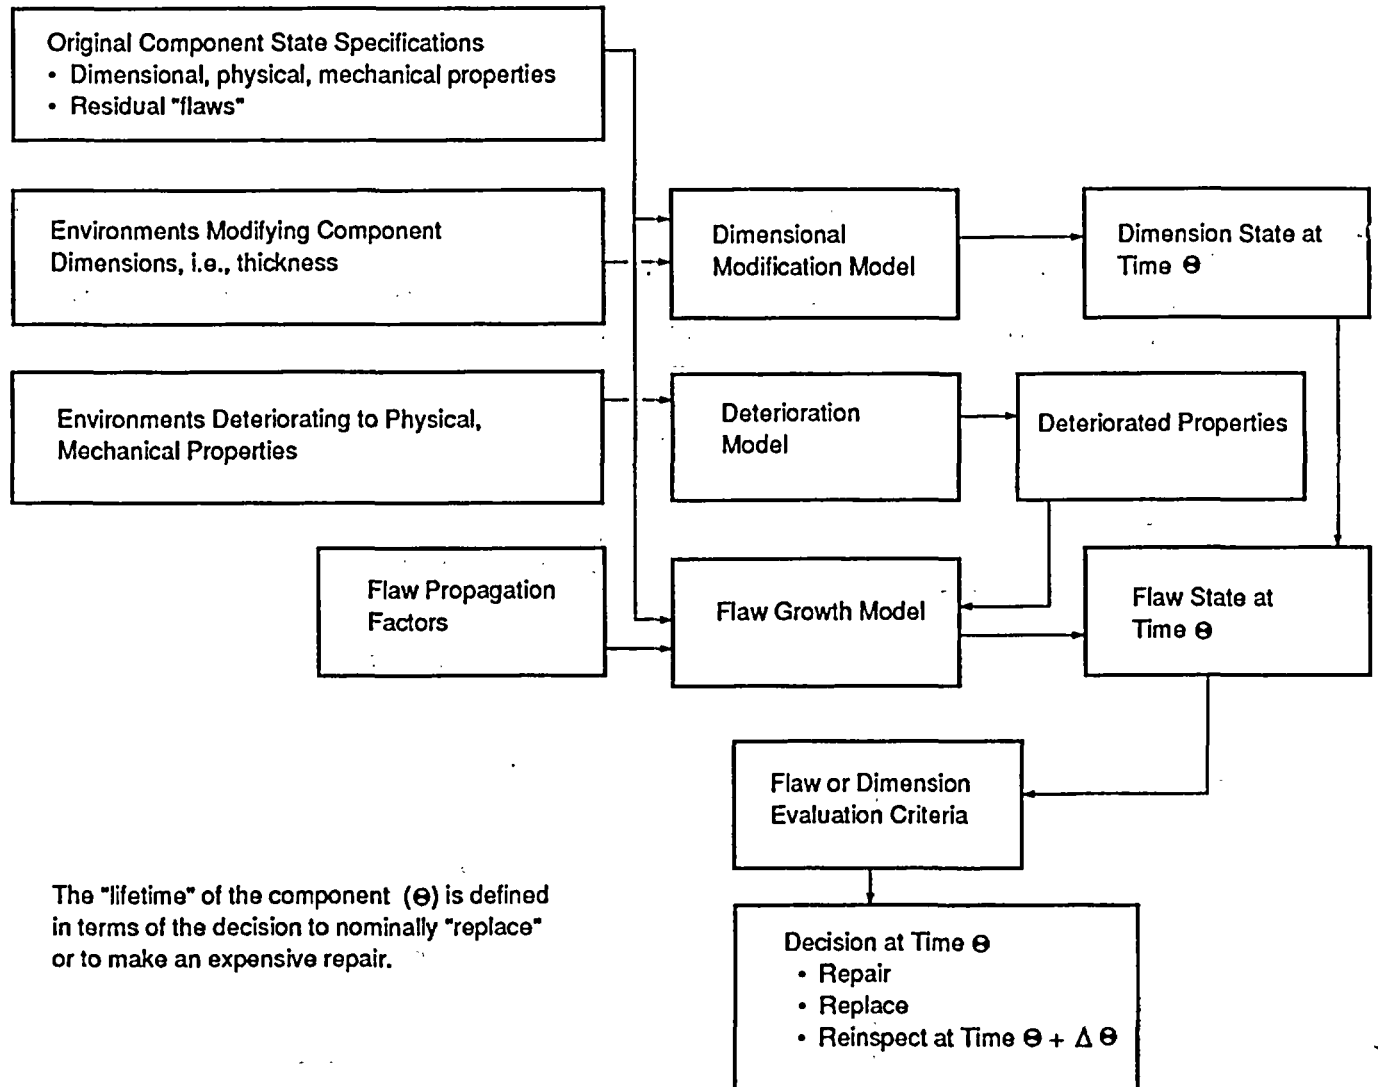 Original Component State Specifications
• Dimensional, physical, mechanical properties
• Residual "flaws"
Environments Modifying Component
Dimensions, i.e., thickness
Dimensional
Modification Model
Dimension State at
Time Θ
Environments Deteriorating to Physical,
Mechanical Properties
Deterioration
Model
Deteriorated Properties
Flaw Propagation
Factors
Flaw Growth Model
Flaw State at
Time Θ
Flaw or Dimension
Evaluation Criteria
The "lifetime" of the component (Θ) is defined
in terms of the decision to nominally "replace"
or to make an expensive repair.
Decision at Time Θ
• Repair
• Replace
• Reinspect at Time Θ + Δ Θ